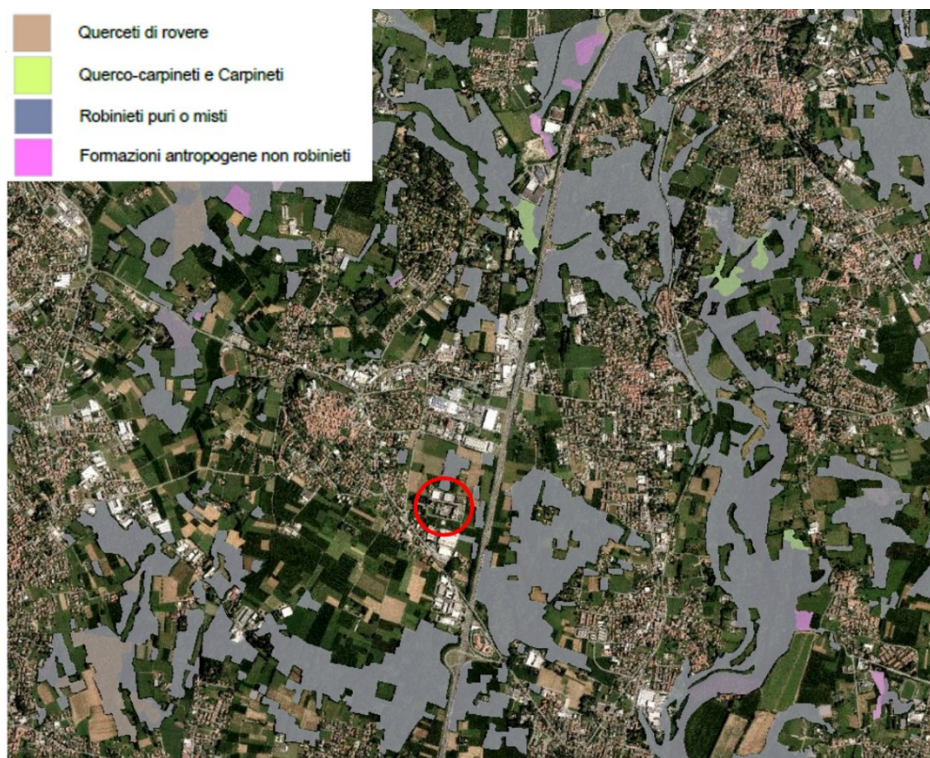 Querceti di rovere
Querco-carpineti e Carpineti
Robinieti puri o misti
Formazioni antropogene non robinieti